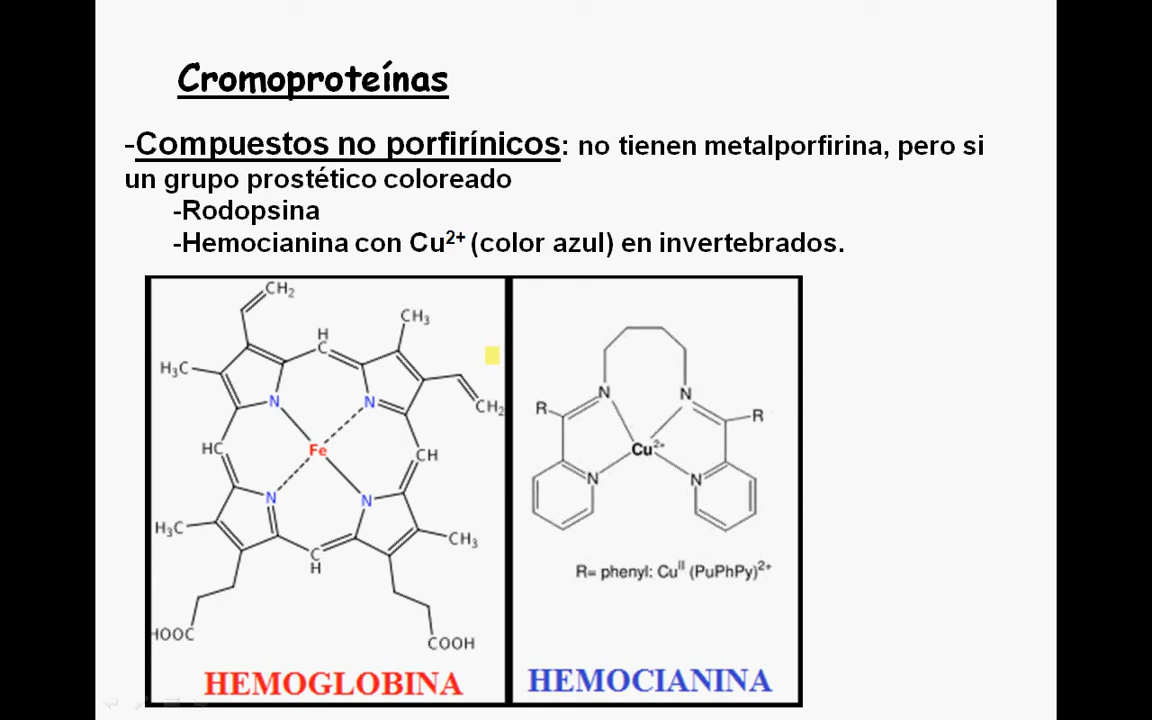 Cromoproteínas
-Compuestos no porfirínicos: no tienen metalporfirina, pero si
un grupo prostético coloreado
-Rodopsina
-Hemocianina con Cu²⁺ (color azul) en invertebrados.
CH₂
CH₃
H
C
H₃C
CH₂
N
N
HC
Fe
CH
N
N
H₃C
CH₃
C
H
HOOC
COOH
HEMOGLOBINA
N
N
R
R
Cu²⁺
N
N
R= phenyl: Cuᴵᴵ (PuPhPy)²⁺
HEMOCIANINA